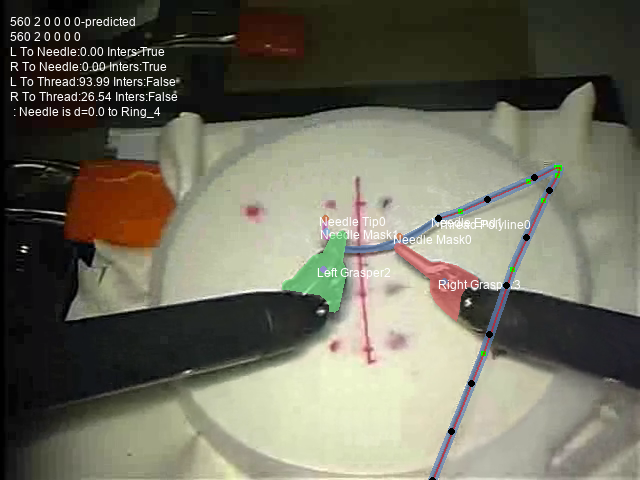 560 2 0 0 0 0-predicted
560 2 0 0 0 0
L To Needle:0.00 Inters:True
R To Needle:0.00 Inters:True
L To Thread:93.99 Inters:False
R To Thread:26.54 Inters:False
: Needle is d=0.0 to Ring_4
Needle Tip0
Needle Mask
Needle Mask0
Thread Polyline0
Left Grasper2